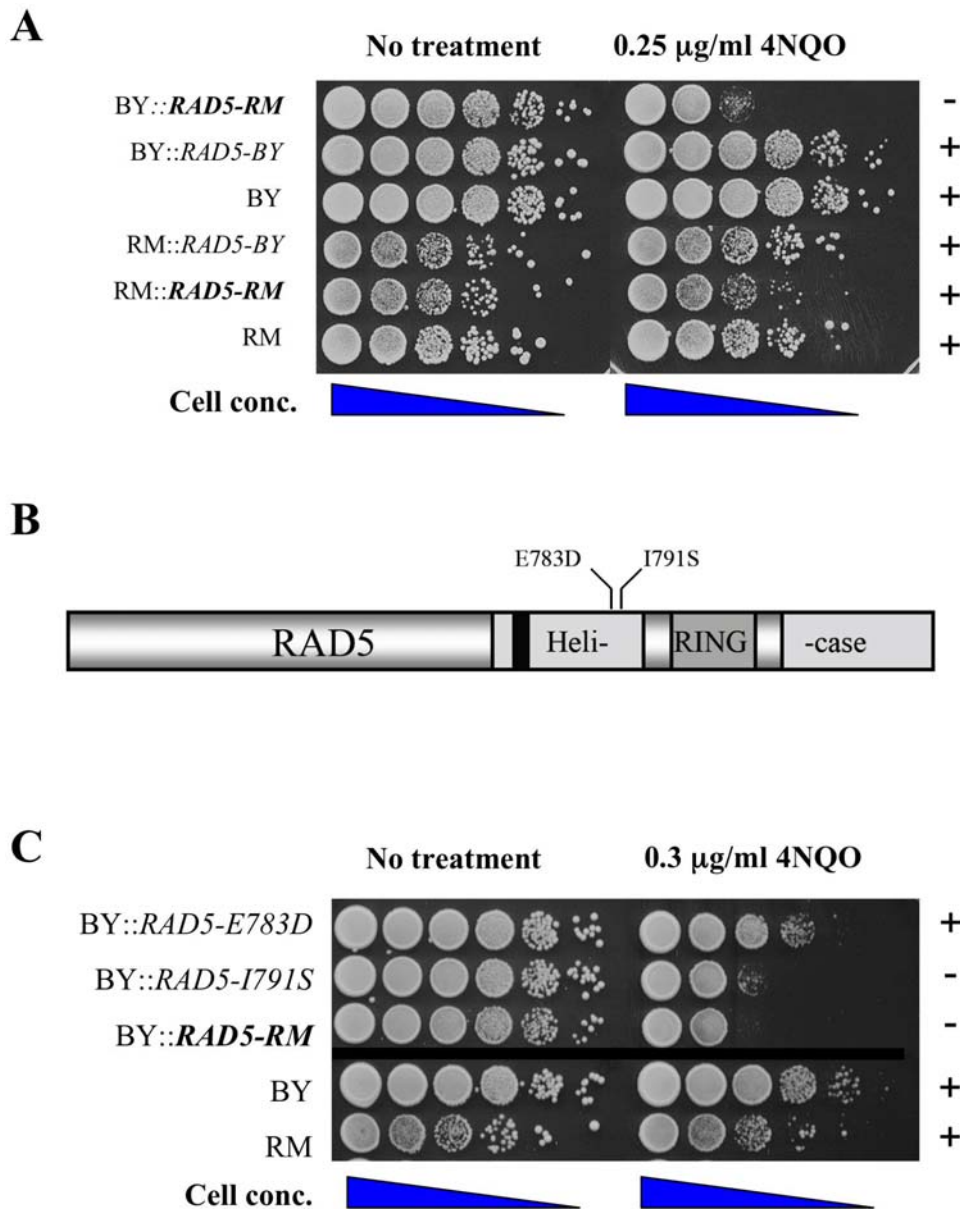 A
No treatment 0.25 μg/ml 4NQO
BY::RAD5-RM -
BY::RAD5-BY +
BY +
RM::RAD5-BY +
RM::RAD5-RM +
RM +
Cell conc.
B
E783D I791S
RAD5 Heli- RING -case
C
No treatment 0.3 μg/ml 4NQO
BY::RAD5-E783D +
BY::RAD5-I791S -
BY::RAD5-RM -
BY +
RM +
Cell conc.